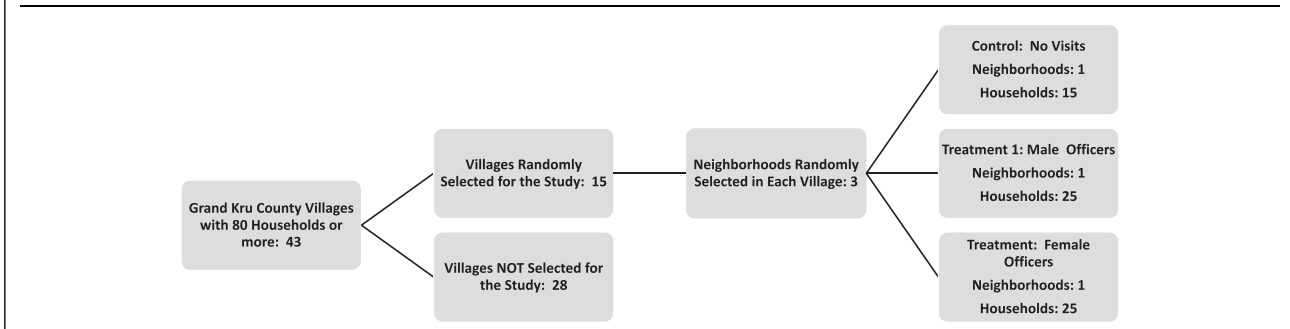 Grand Kru County Villages
with 80 Households or
more: 43
Villages Randomly
Selected for the Study: 15
Villages NOT Selected for
the Study: 28
Neighborhoods Randomly
Selected in Each Village: 3
Control: No Visits
Neighborhoods: 1
Households: 15
Treatment 1: Male Officers
Neighborhoods: 1
Households: 25
Treatment: Female
Officers
Neighborhoods: 1
Households: 25